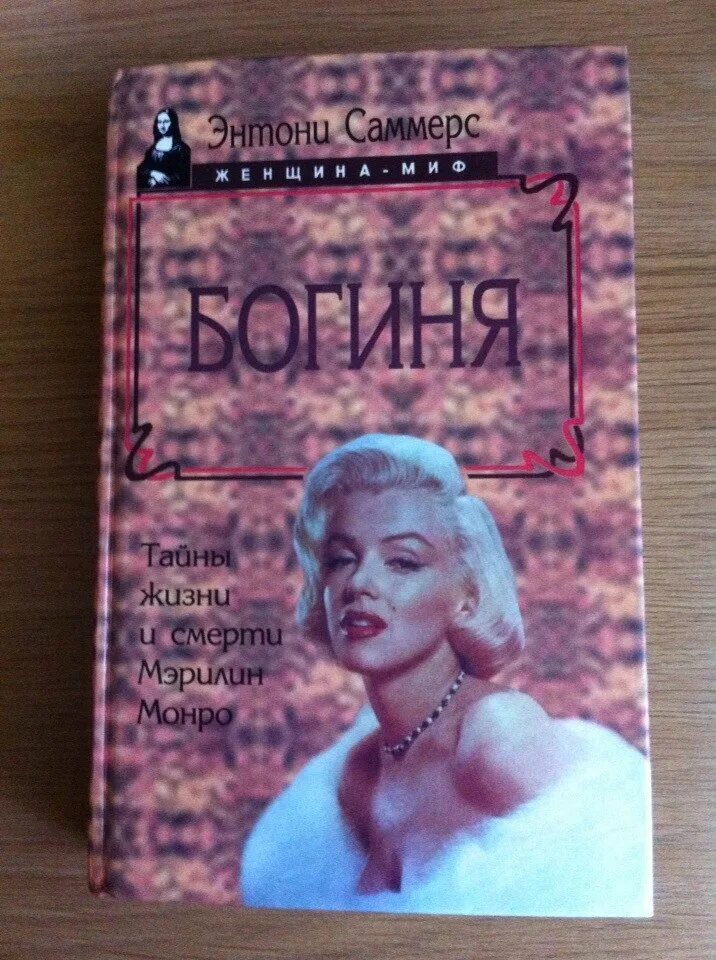 Энтони Саммерс
ЖЕНЩИНА - МИФ
БОГИНЯ
Тайны
жизни
и смерти
Мэрилин
Монро